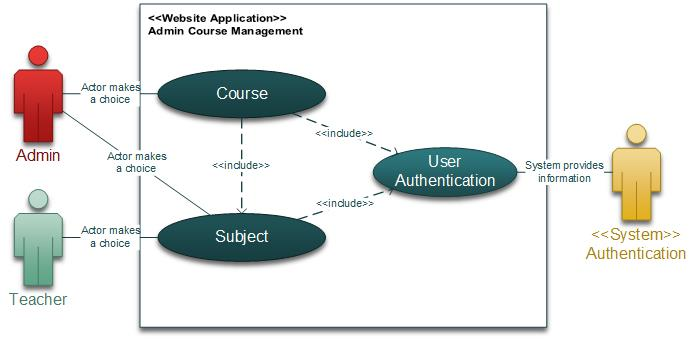 <<Website Application>>
Admin Course Management
Admin
Actor makes
a choice
Course
<<include>>
Actor makes
a choice
<<include>>
User
Authentication
System provides
information
<<include>>
Teacher
Actor makes
a choice
Subject
<<System>>
Authentication